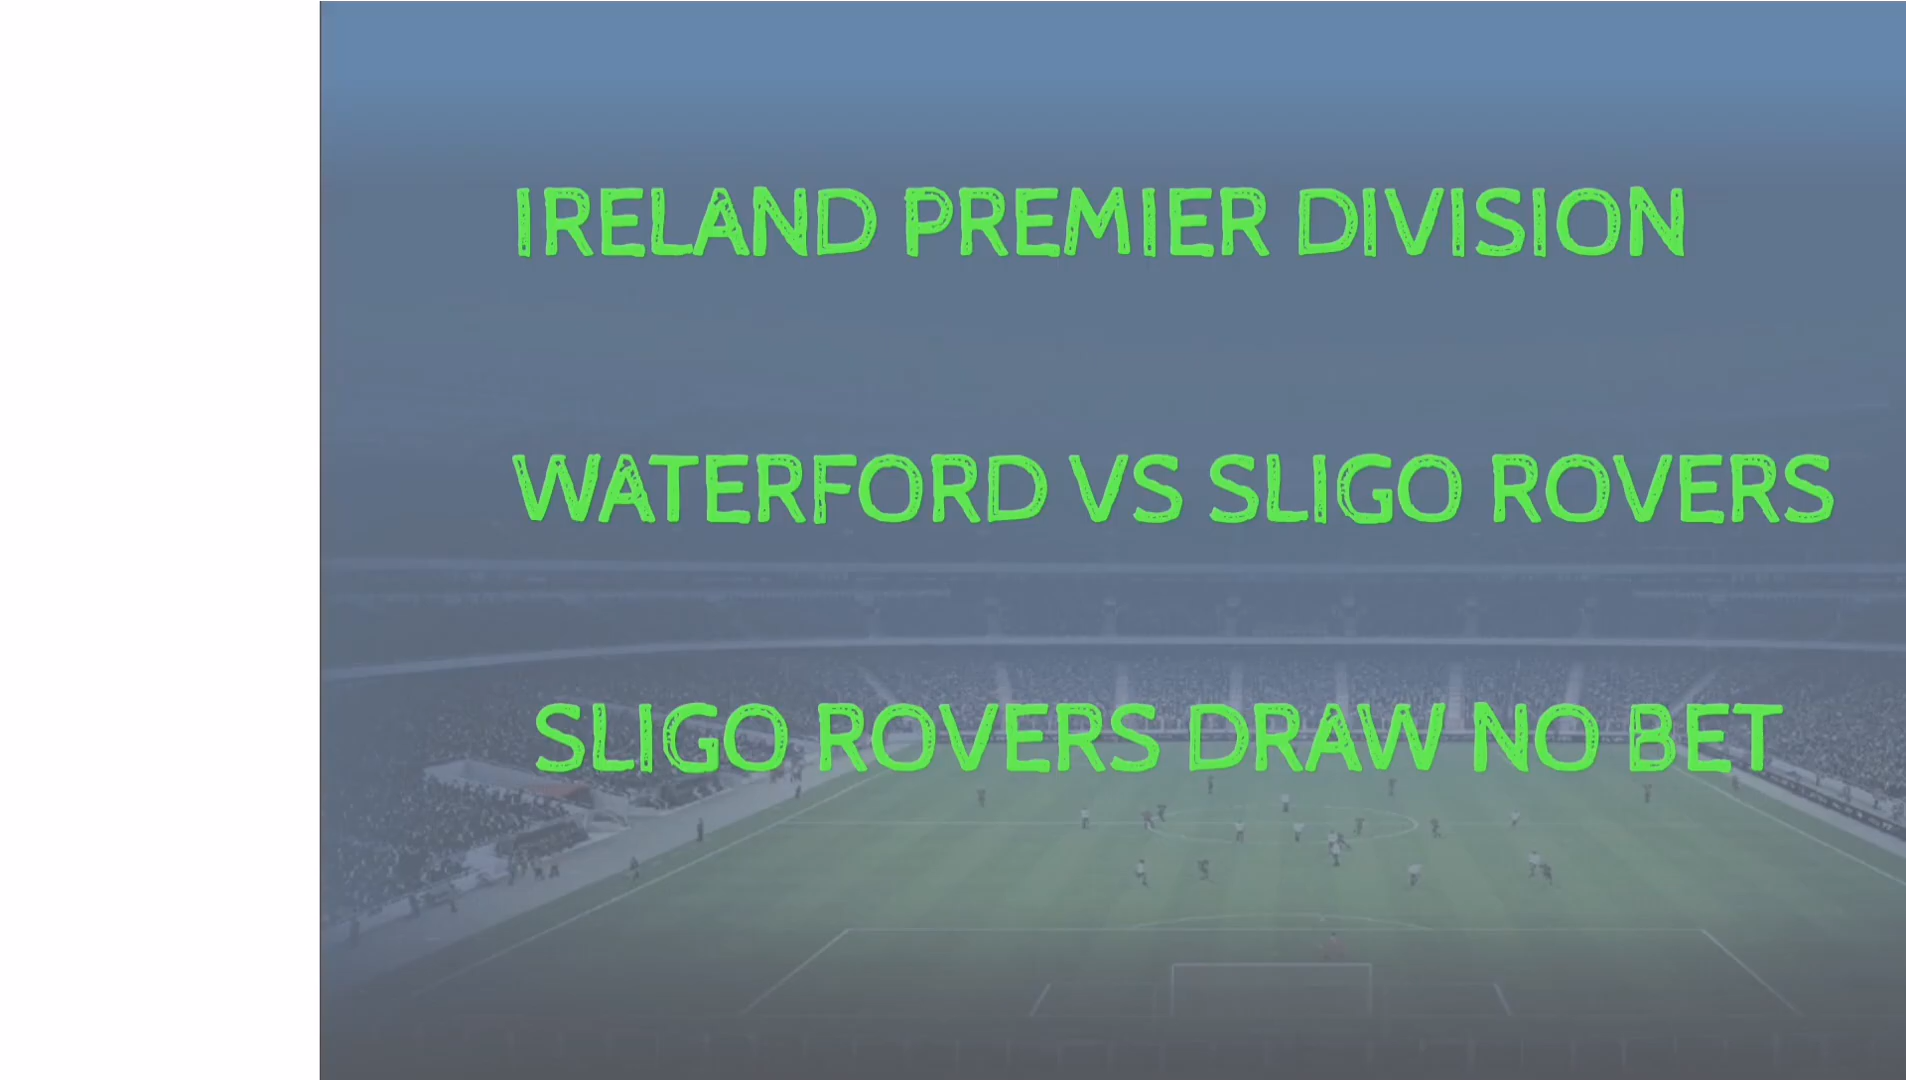 IRELAND PREMIER DIVISION
WATERFORD VS SLIGO ROVERS
SLIGO ROVERS DRAW NO BET